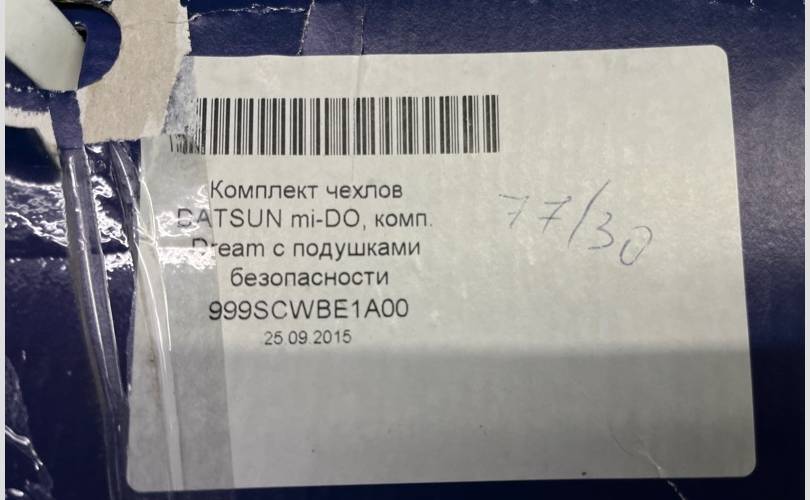 Комплект чехлов
DATSUN mi-DO, комп.
Dream с подушками
безопасности
999SCWBE1A00
25.09.2015
77/30